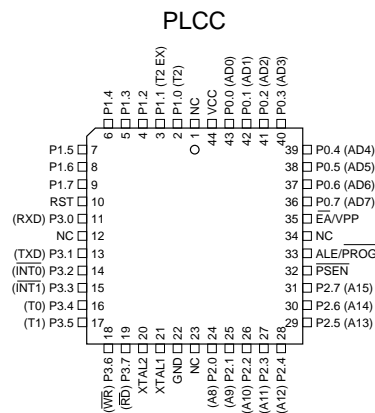 PLCC
P1.4
P1.3
P1.2
P1.1 (T2 EX)
P1.0 (T2)
NC
VCC
P0.0 (AD0)
P0.1 (AD1)
P0.2 (AD2)
P0.3 (AD3)
6
5
4
3
2
1
44
43
42
41
40
P1.5 7
P1.6 8
P1.7 9
RST 10
(RXD) P3.0 11
NC 12
(TXD) P3.1 13
(INT0) P3.2 14
(INT1) P3.3 15
(T0) P3.4 16
(T1) P3.5 17
39 P0.4 (AD4)
38 P0.5 (AD5)
37 P0.6 (AD6)
36 P0.7 (AD7)
35 EA/VPP
34 NC
33 ALE/PROG
32 PSEN
31 P2.7 (A15)
30 P2.6 (A14)
29 P2.5 (A13)
18
19
20
21
22
23
24
25
26
27
28
(WR) P3.6
(RD) P3.7
XTAL2
XTAL1
GND
NC
(A8) P2.0
(A9) P2.1
(A10) P2.2
(A11) P2.3
(A12) P2.4